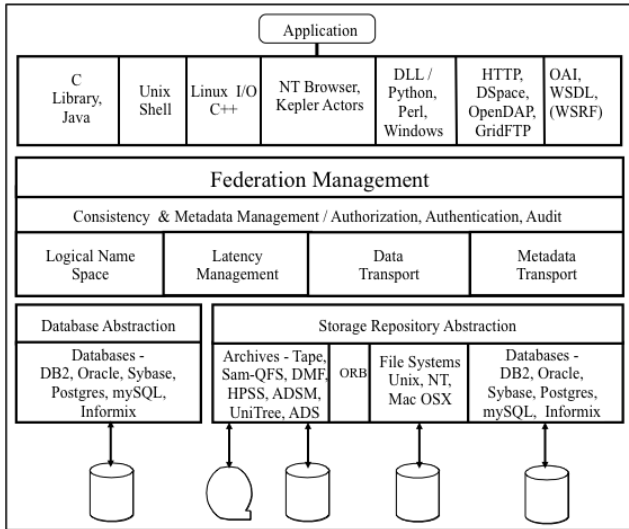 Application
C
Library,
Java
Unix
Shell
Linux I/O
C++
NT Browser,
Kepler Actors
DLL /
Python,
Perl,
Windows
HTTP,
DSpace,
OpenDAP,
GridFTP
OAI,
WSDL,
(WSRF)
Federation Management
Consistency & Metadata Management / Authorization, Authentication, Audit
Logical Name
Space
Latency
Management
Data
Transport
Metadata
Transport
Database Abstraction
Databases -
DB2, Oracle, Sybase,
Postgres, mySQL,
Informix
Storage Repository Abstraction
Archives - Tape,
Sam-QFS, DMF,
HPSS, ADSM,
UniTree, ADS
ORB
File Systems
Unix, NT,
Mac OSX
Databases -
DB2, Oracle,
Sybase, Postgres,
mySQL, Informix